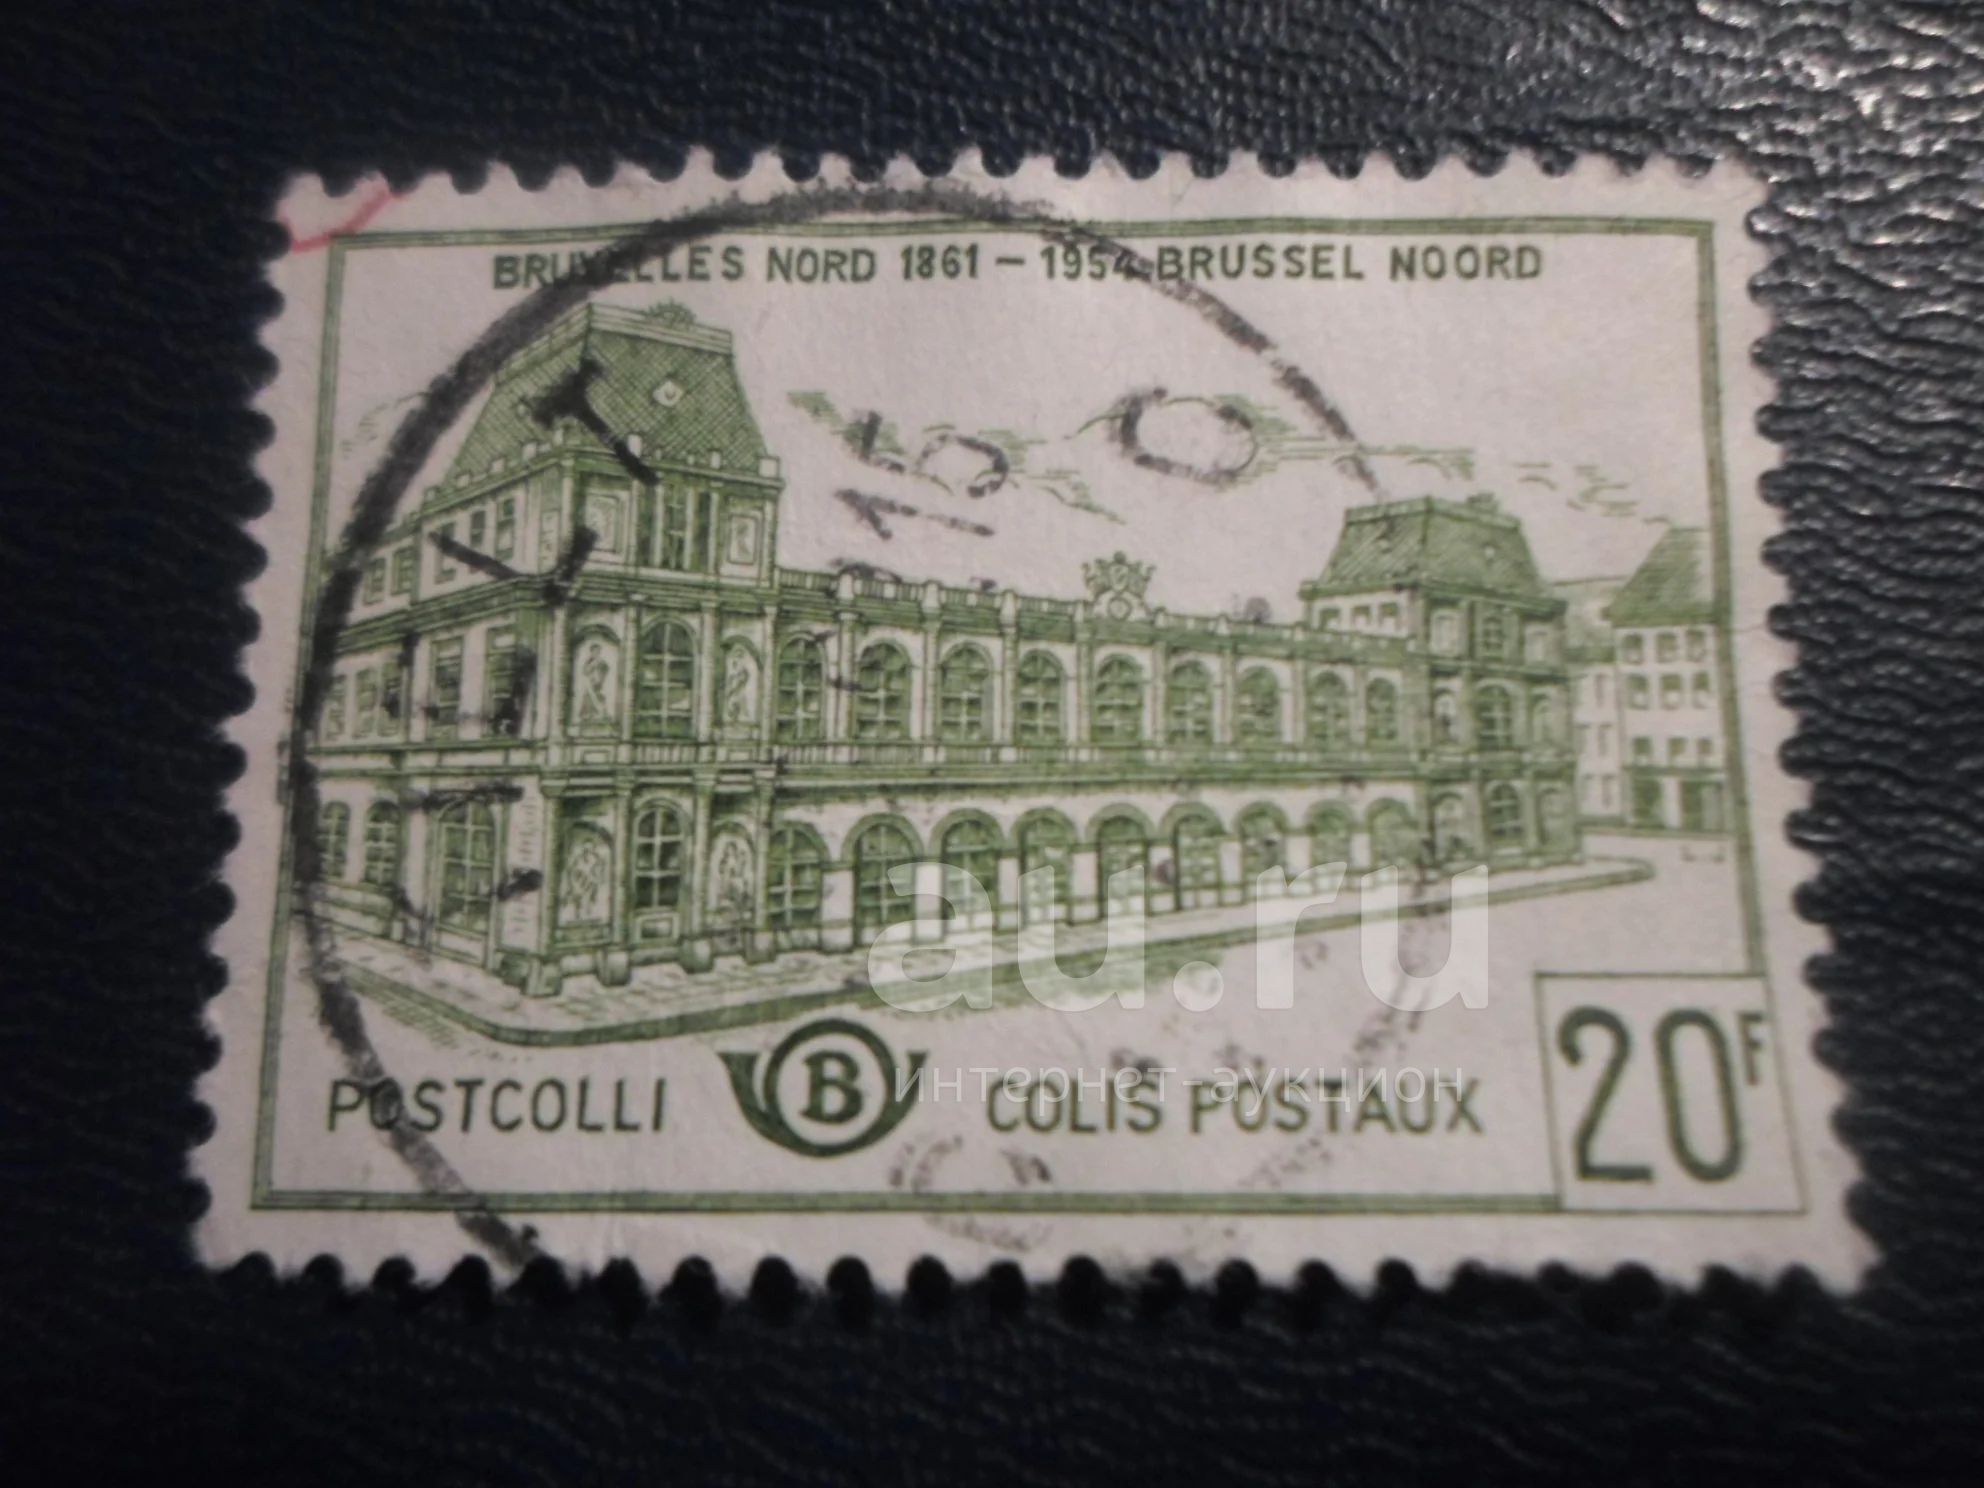 BRUXELLES NORD 1861 – 1954 BRUSSEL NOORD
au.ru
интернет-аукцион
POSTCOLLI B COLIS POSTAUX
20F